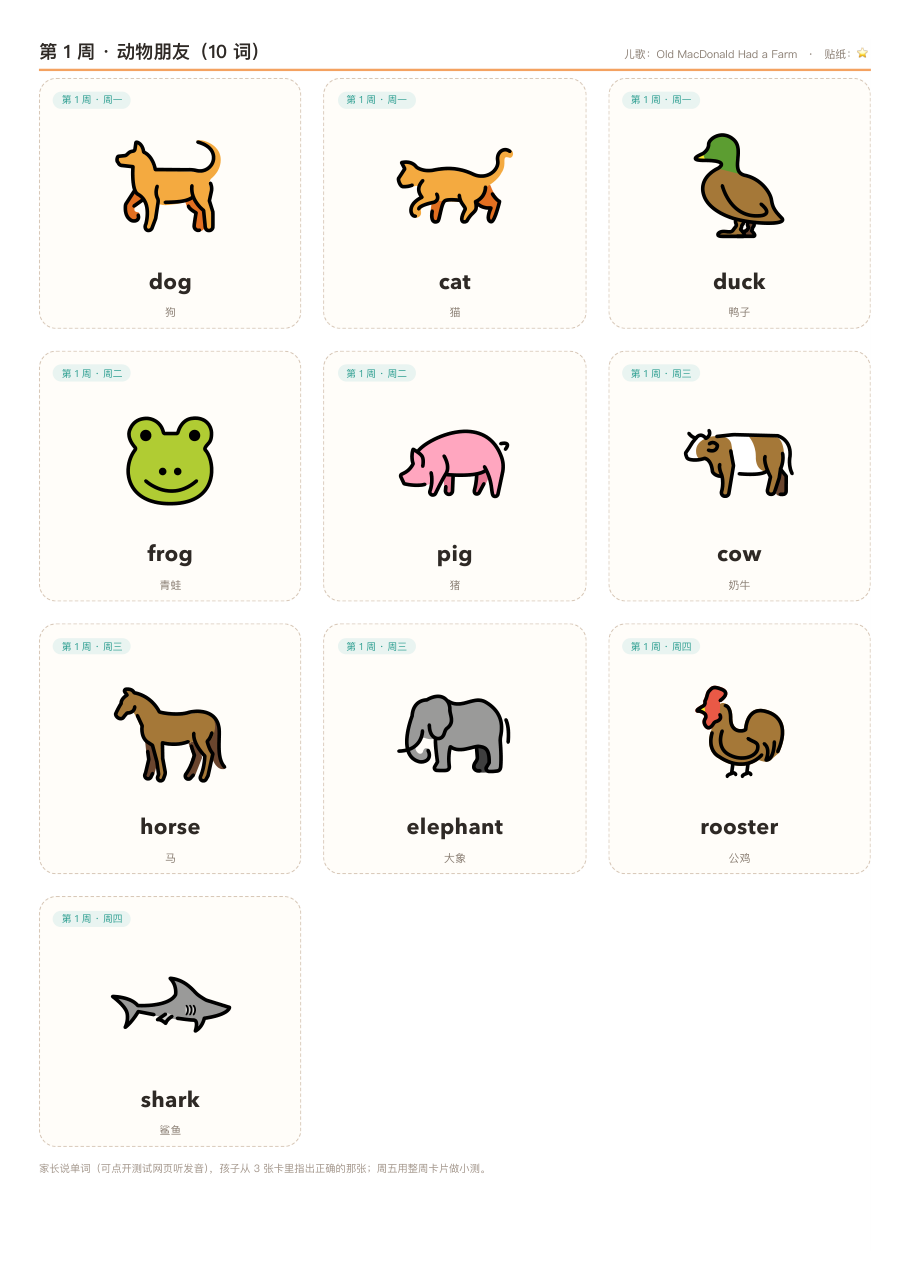 第 1 周 · 动物朋友（10 词）
儿歌：Old MacDonald Had a Farm · 贴纸：⭐
第 1 周 · 周一
dog
狗
第 1 周 · 周一
cat
猫
第 1 周 · 周一
duck
鸭子
第 1 周 · 周二
frog
青蛙
第 1 周 · 周二
pig
猪
第 1 周 · 周三
cow
奶牛
第 1 周 · 周三
horse
马
第 1 周 · 周三
elephant
大象
第 1 周 · 周四
rooster
公鸡
第 1 周 · 周四
shark
鲨鱼
家长说单词（可点开测试网页听发音），孩子从 3 张卡里指出正确的那张；周五用整周卡片做小测。